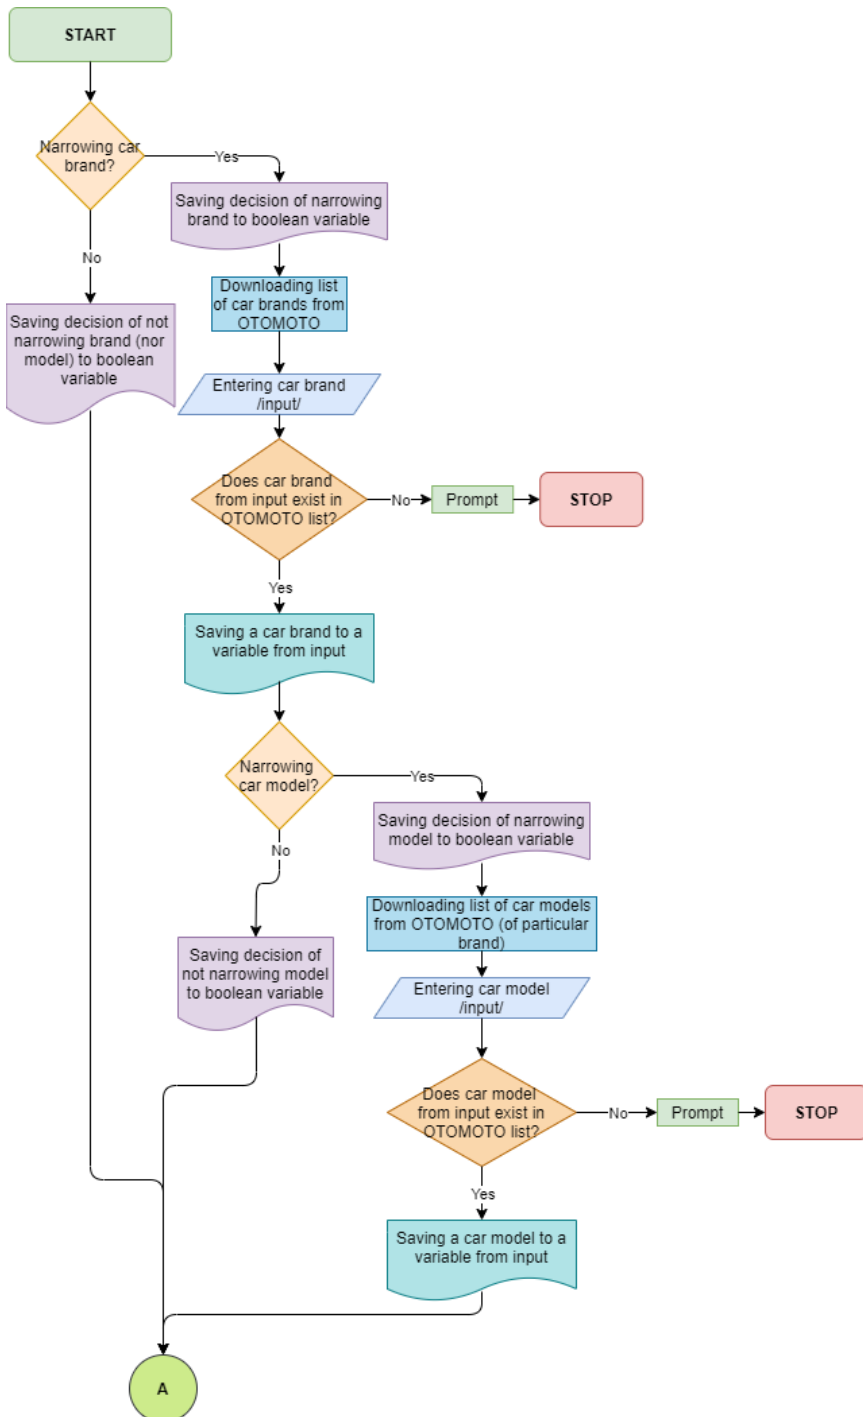 START
Narrowing car
brand?
Yes
Saving decision of narrowing
brand to boolean variable
No
Downloading list
of car brands from
OTOMOTO
Saving decision of not
narrowing brand (nor
model) to boolean
variable
Entering car brand
/input/
Does car brand
from input exist in
OTOMOTO list?
No
Prompt
STOP
Yes
Saving a car brand to a
variable from input
Narrowing
car model?
Yes
Saving decision of narrowing
model to boolean variable
No
Downloading list of car models
from OTOMOTO (of particular
brand)
Saving decision of
not narrowing model
to boolean variable
Entering car model
/input/
Does car model
from input exist in
OTOMOTO list?
No
Prompt
STOP
Yes
Saving a car model to a
variable from input
A